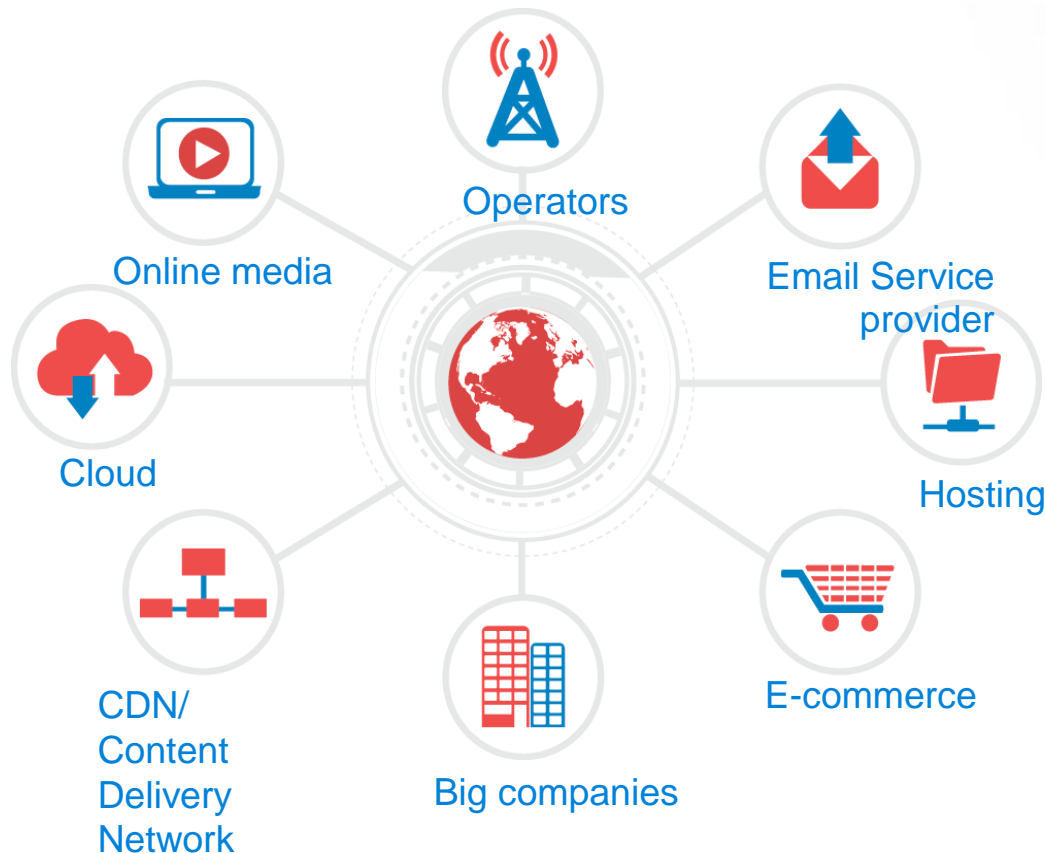 Operators
Online media
Email Service
provider
Cloud
Hosting
CDN/
Content
Delivery
Network
E-commerce
Big companies